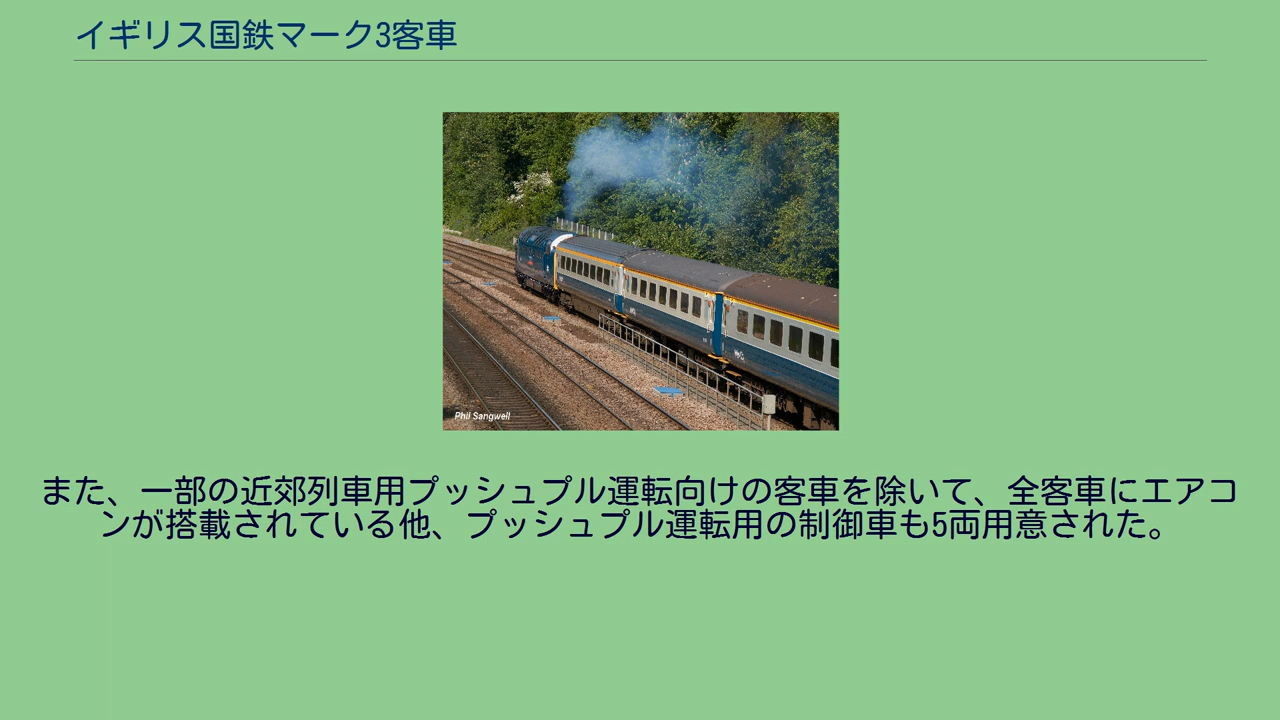 イギリス国鉄マーク3客車
Phil Sangwell
また、一部の近郊列車用プッシュプル運転向けの客車を除いて、全客車にエアコ
ンが搭載されている他、プッシュプル運転用の制御車も5両用意された。